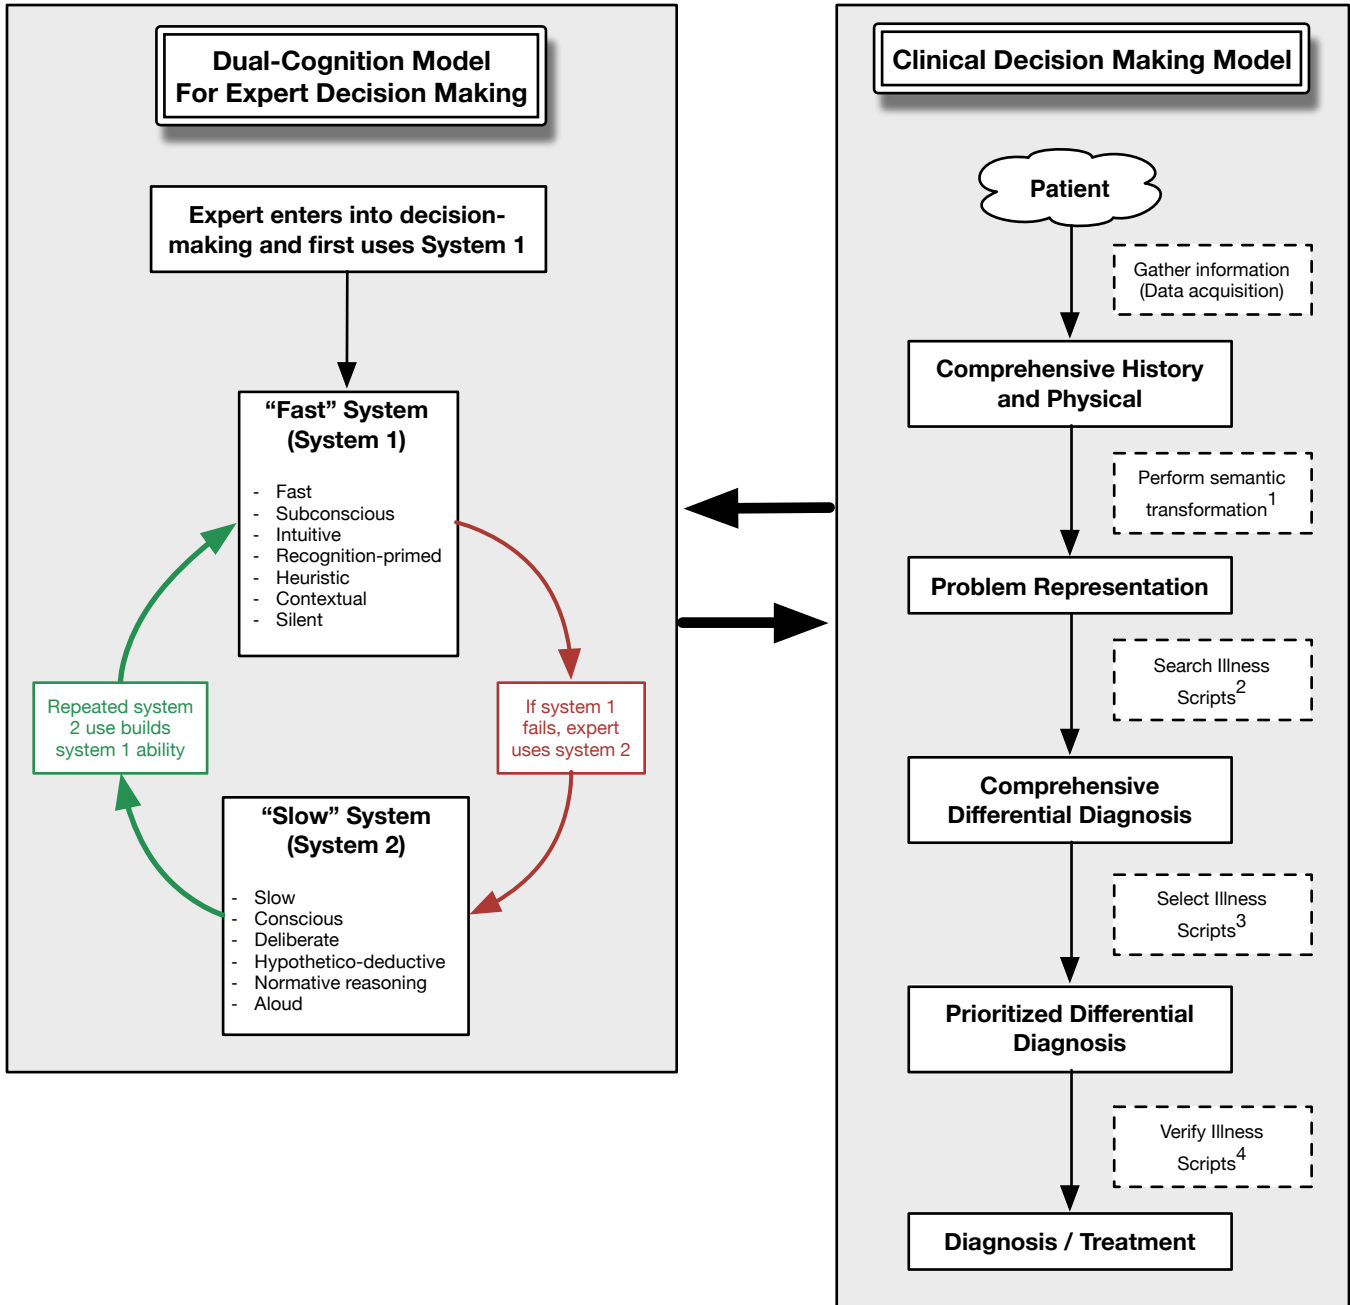 Dual-Cognition Model
For Expert Decision Making
Expert enters into decision-
making and first uses System 1
“Fast” System
(System 1)
- Fast
- Subconscious
- Intuitive
- Recognition-primed
- Heuristic
- Contextual
- Silent
Repeated system
2 use builds
system 1 ability
If system 1
fails, expert
uses system 2
“Slow” System
(System 2)
- Slow
- Conscious
- Deliberate
- Hypothetico-deductive
- Normative reasoning
- Aloud
Clinical Decision Making Model
Patient
Gather information
(Data acquisition)
Comprehensive History
and Physical
Perform semantic
transformation1
Problem Representation
Search Illness
Scripts2
Comprehensive
Differential Diagnosis
Select Illness
Scripts3
Prioritized Differential
Diagnosis
Verify Illness
Scripts4
Diagnosis / Treatment